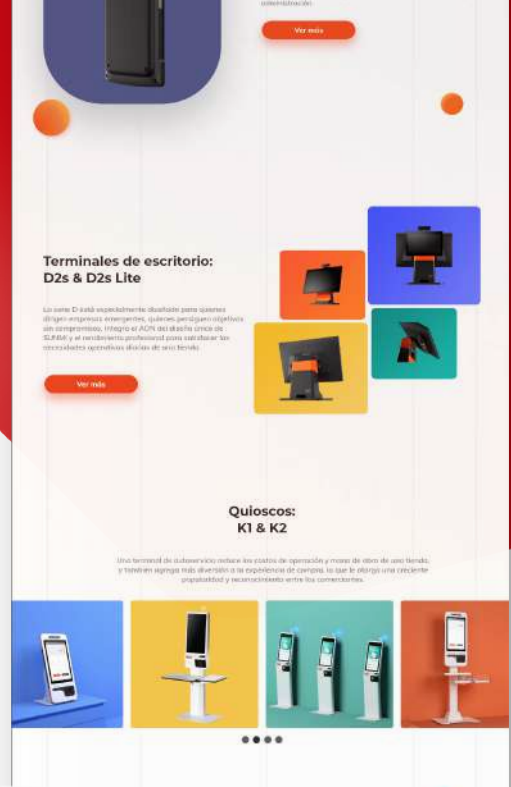 administración.
Ver más
Terminales de escritorio:
D2s & D2s Lite
La serie D está especialmente diseñada para quienes
dirigen empresas emergentes, quienes persiguen objetivos
sin compromisos, integra el ADN del diseño único de
SUNMI y el rendimiento profesional para satisfacer las
necesidades operativas diarias de una tienda.
Ver más
Quioscos:
K1 & K2
Una terminal de autoservicio reduce los costos de operación y mano de obra de una tienda,
y también agrega más diversión a la experiencia de compra, lo que le otorga una creciente
popularidad y reconocimiento entre los comerciantes.